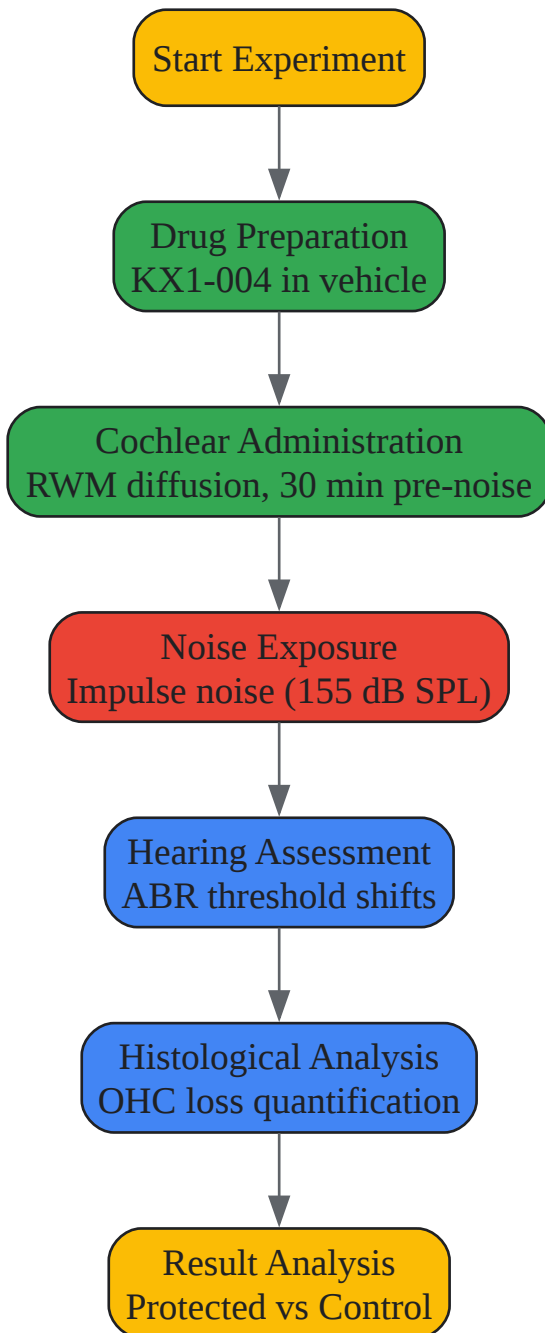 Start Experiment
Drug Preparation
KX1-004 in vehicle
Cochlear Administration
RWM diffusion, 30 min pre-noise
Noise Exposure
Impulse noise (155 dB SPL)
Hearing Assessment
ABR threshold shifts
Histological Analysis
OHC loss quantification
Result Analysis
Protected vs Control